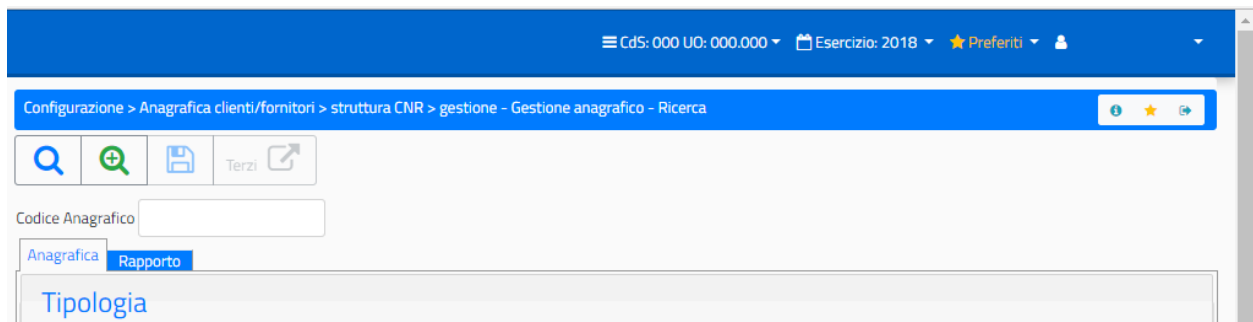 CdS: 000 UO: 000.000 Esercizio: 2018 Preferiti
Configurazione > Anagrafica clienti/fornitori > struttura CNR > gestione - Gestione anagrafico - Ricerca
Terzi
Codice Anagrafico
Anagrafica Rapporto
Tipologia